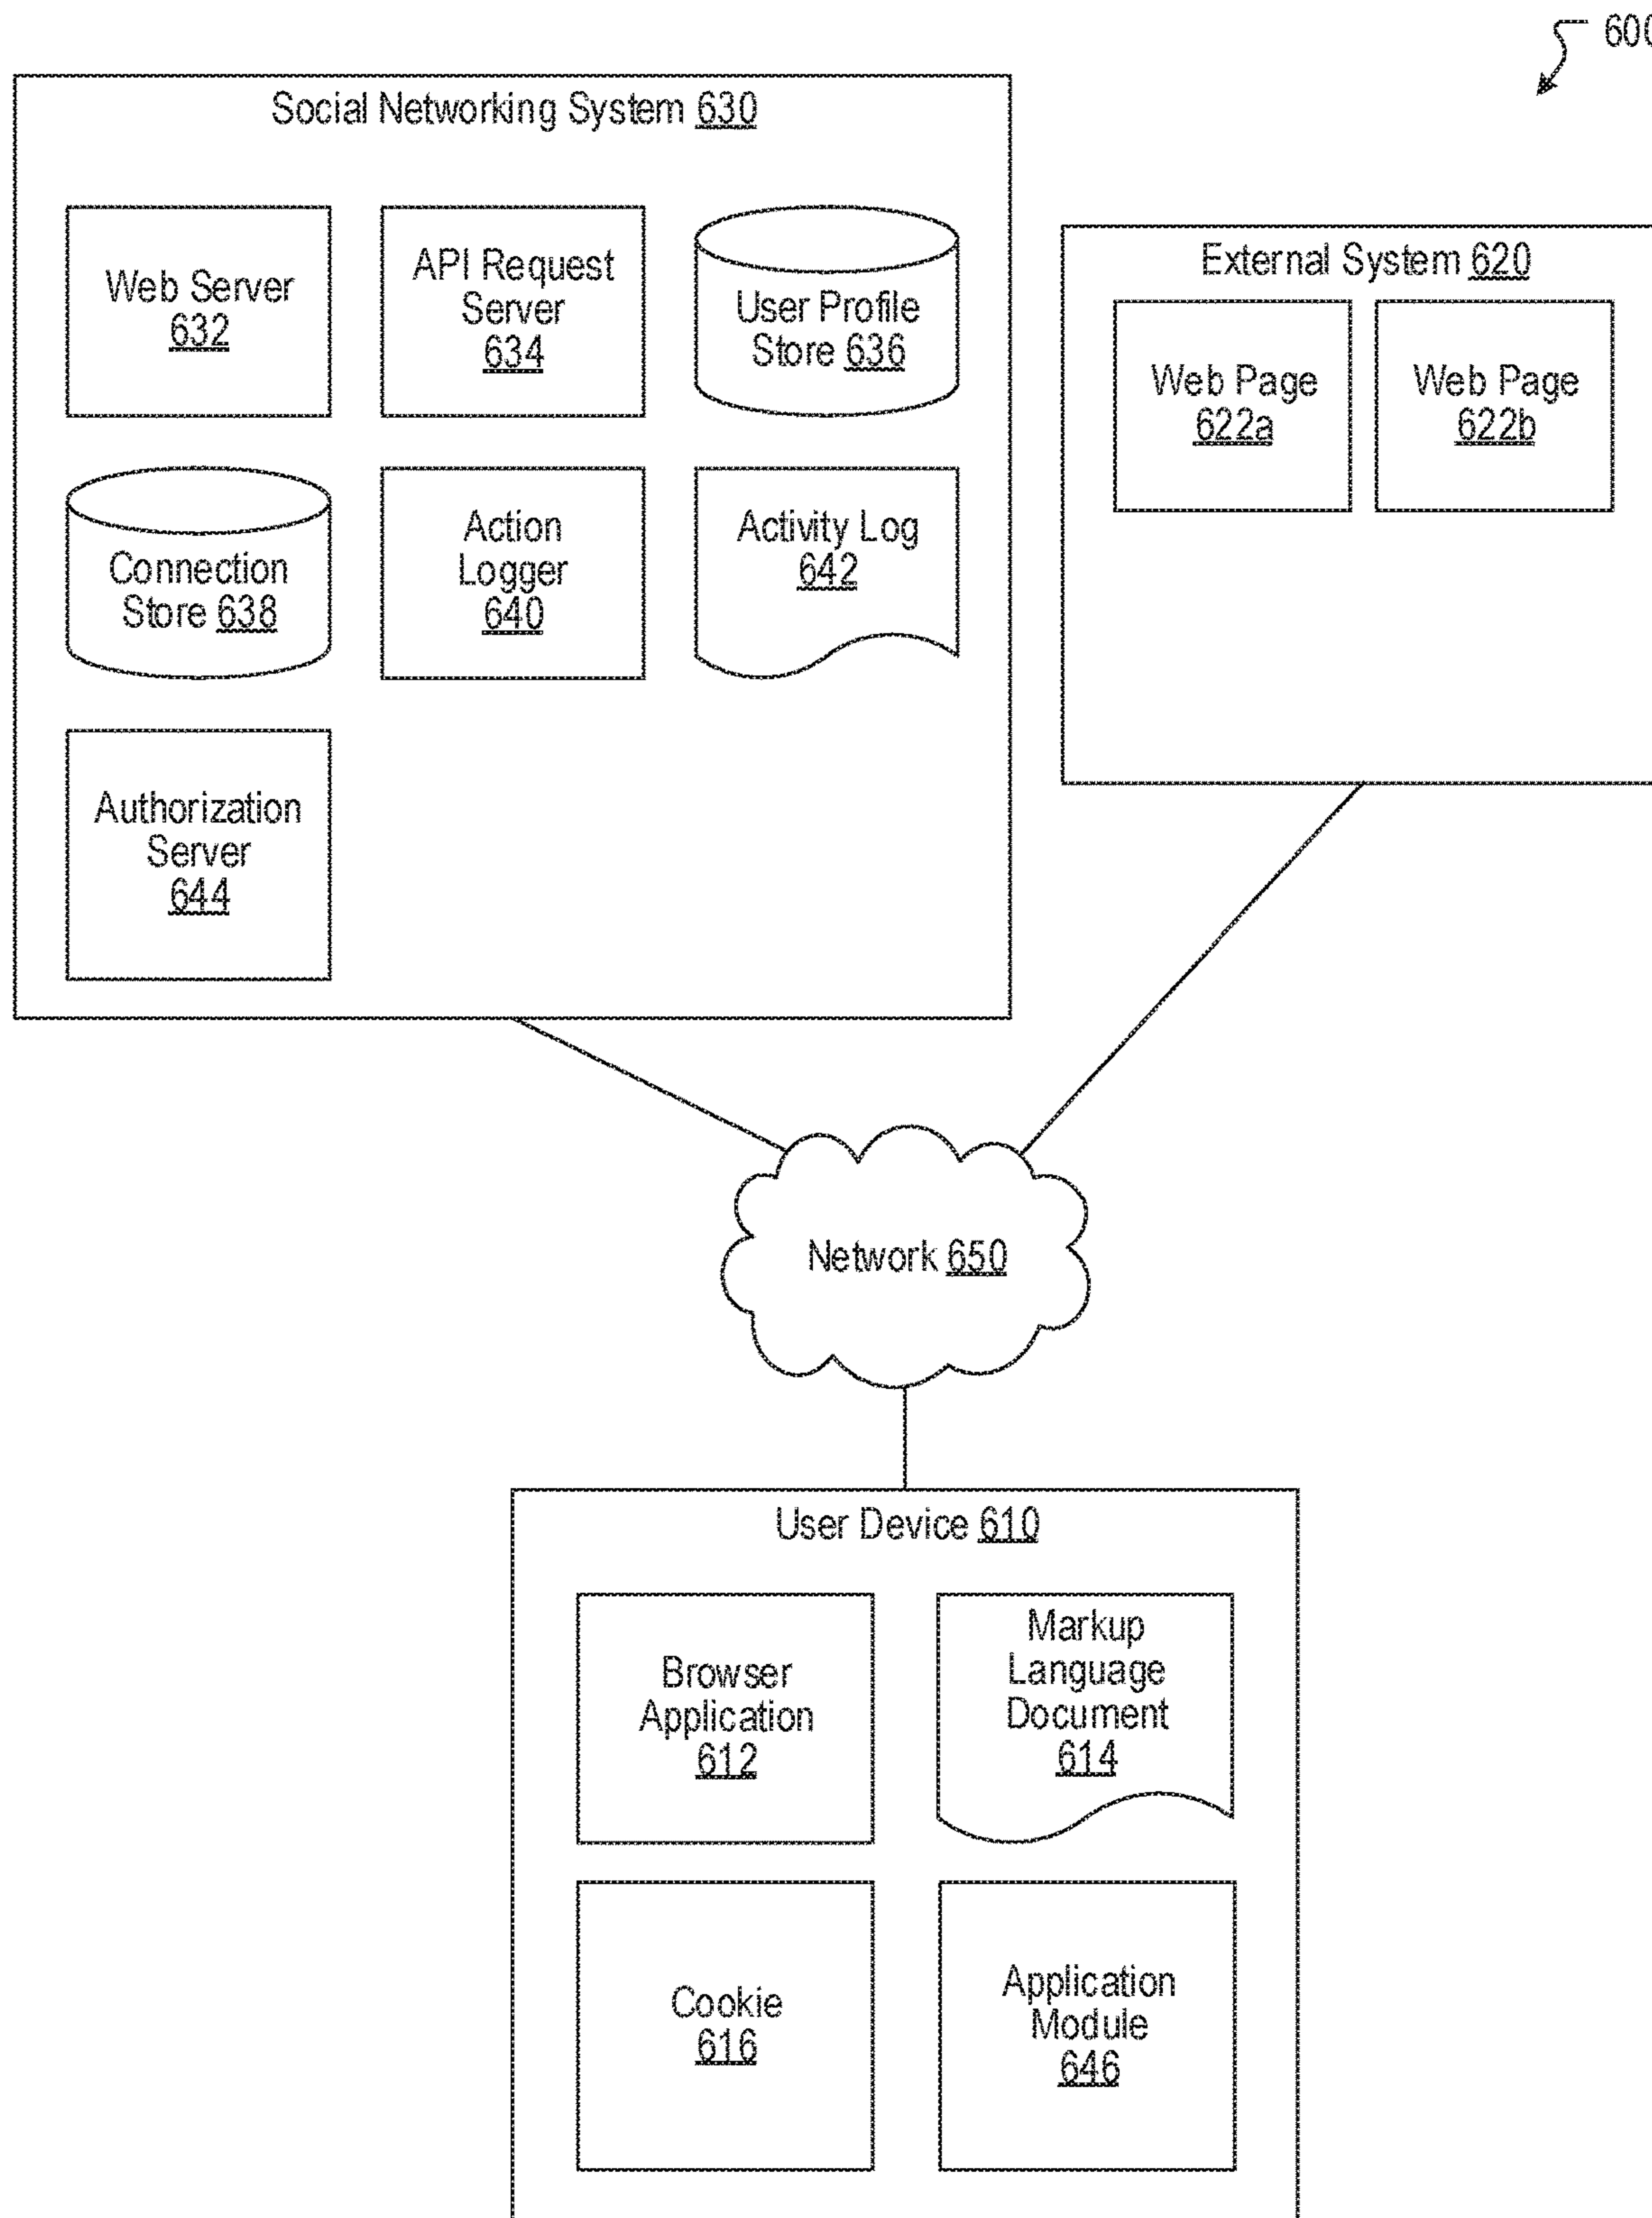 600
Social Networking System 630
Web Server
632
API Request
Server
634
User Profile
Store 636
Connection
Store 638
Action
Logger
640
Activity Log
642
Authorization
Server
644
External System 620
Web Page
622a
Web Page
622b
Network 650
User Device 610
Browser
Application
612
Markup
Language
Document
614
Cookie
616
Application
Module
646